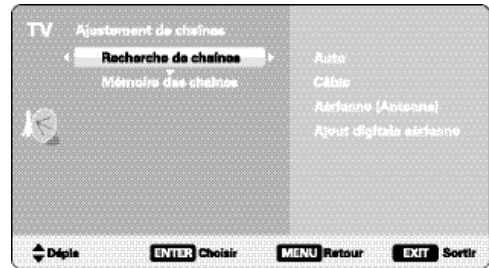 TV Ajustement de chaînes
Recherche de chaînes
Auto
Mémoire des chaînes
Câble
Aérienne (Antenna)
Ajout digitale aérienne
Dépla ENTER Choisir MENU Retour EXIT Sortir